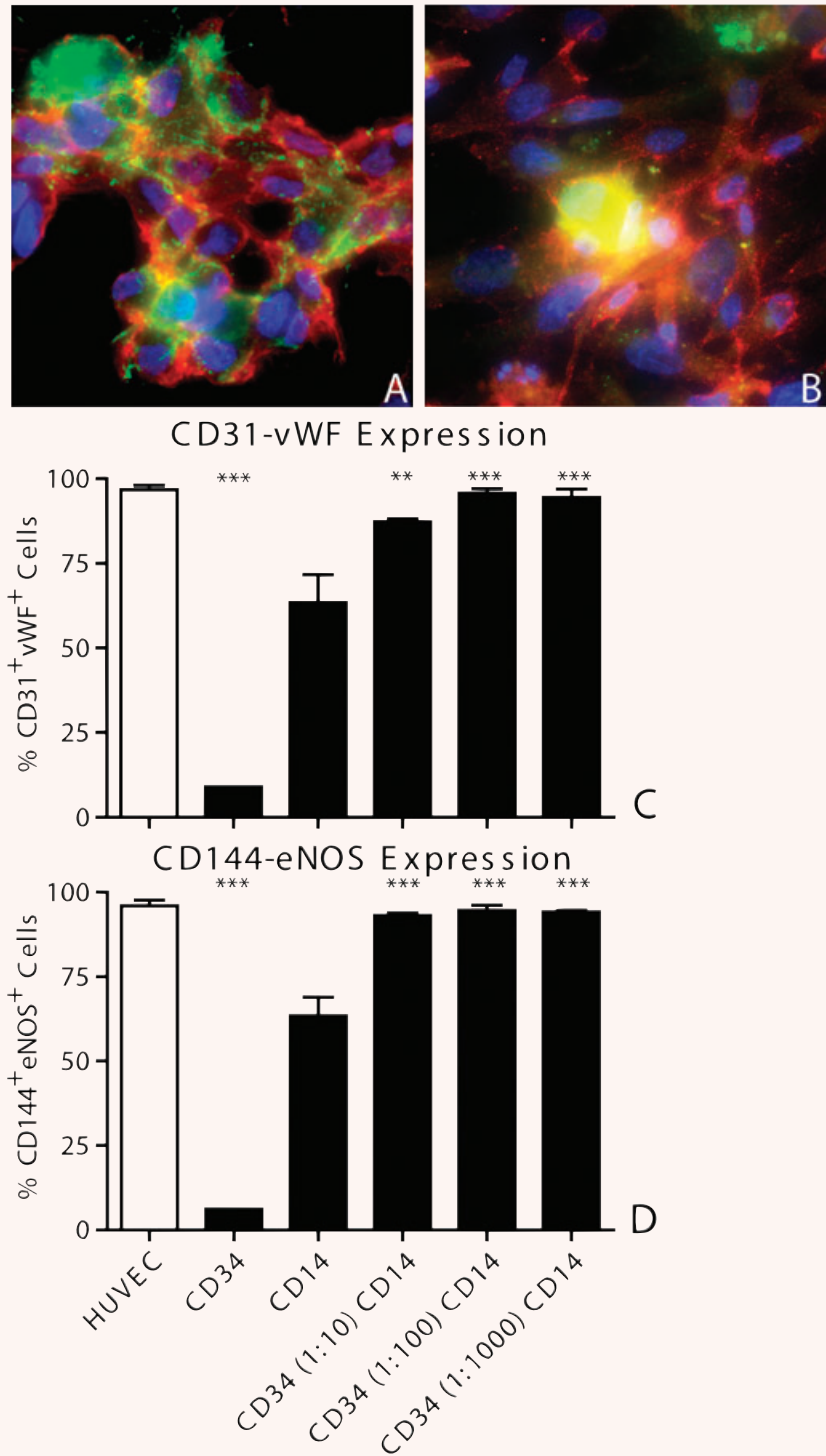 A
B
CD31-vWF Expression
*** ** *** ***
100
75
50
25
0
% CD31+vWF+ Cells
C
CD144-eNOS Expression
*** *** *** ***
100
75
50
25
0
% CD144+eNOS+ Cells
D
HUVEC
CD34
CD14
CD34 (1:10) CD14
CD34 (1:100) CD14
CD34 (1:1000) CD14